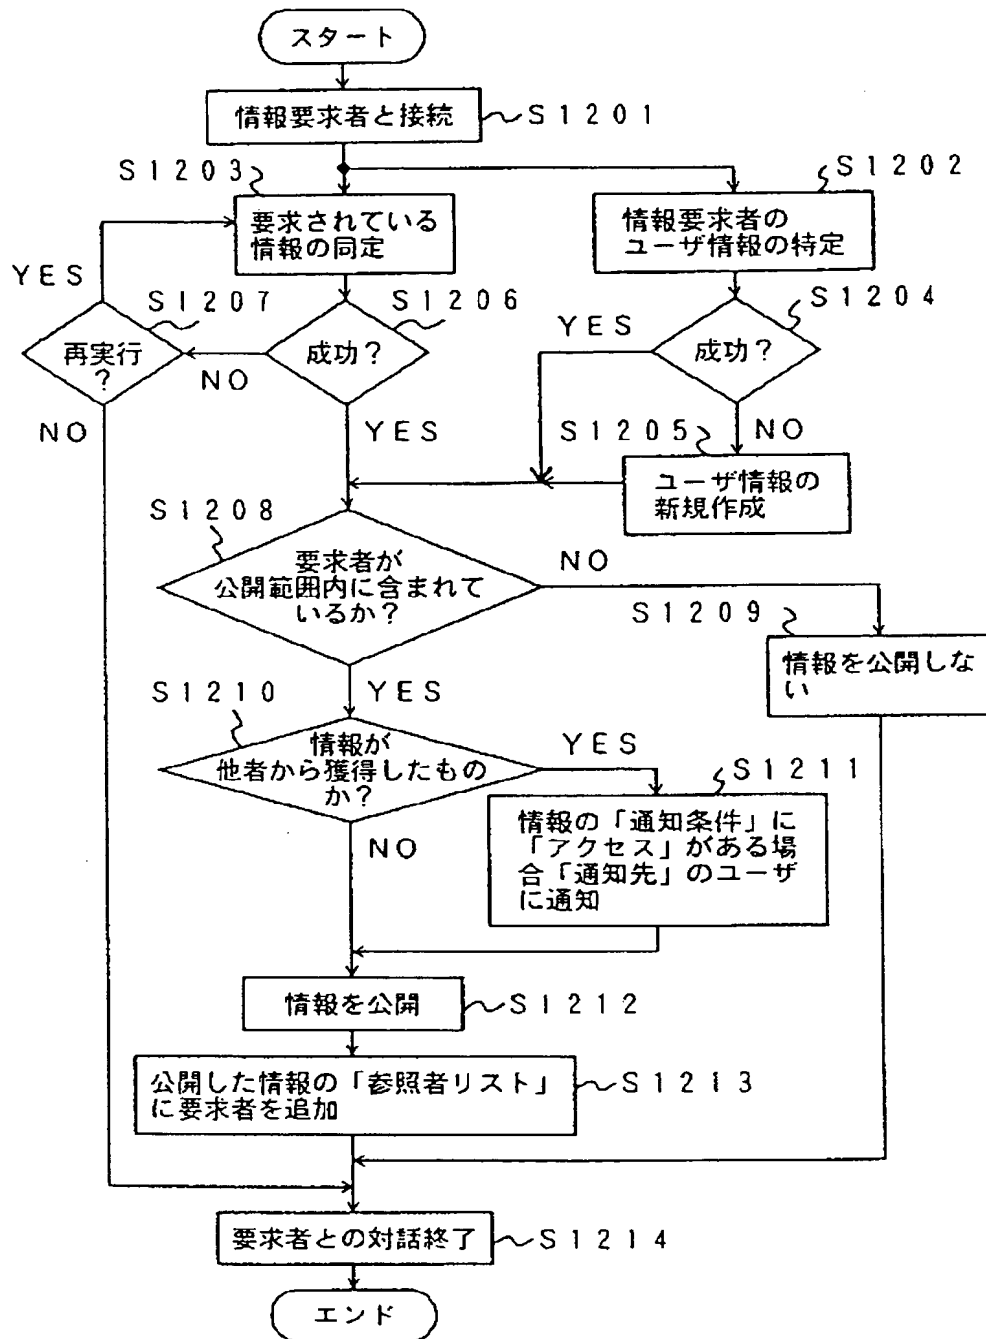 スタート
情報要求者と接続
S1201
S1203
S1202
要求されている
情報の同定
情報要求者の
ユーザ情報の特定
YES
S1207
S1206
S1204
再実行
?
NO
成功?
YES
成功?
NO
YES
S1205
NO
ユーザ情報の
新規作成
S1208
要求者が
公開範囲内に含まれて
いるか?
NO
S1209
情報を公開しな
い
YES
S1210
情報が
他者から獲得したもの
か?
YES
S1211
情報の「通知条件」に
「アクセス」がある場
合「通知先」のユーザ
に通知
NO
情報を公開
S1212
公開した情報の「参照者リスト」
に要求者を追加
S1213
要求者との対話終了
S1214
エンド